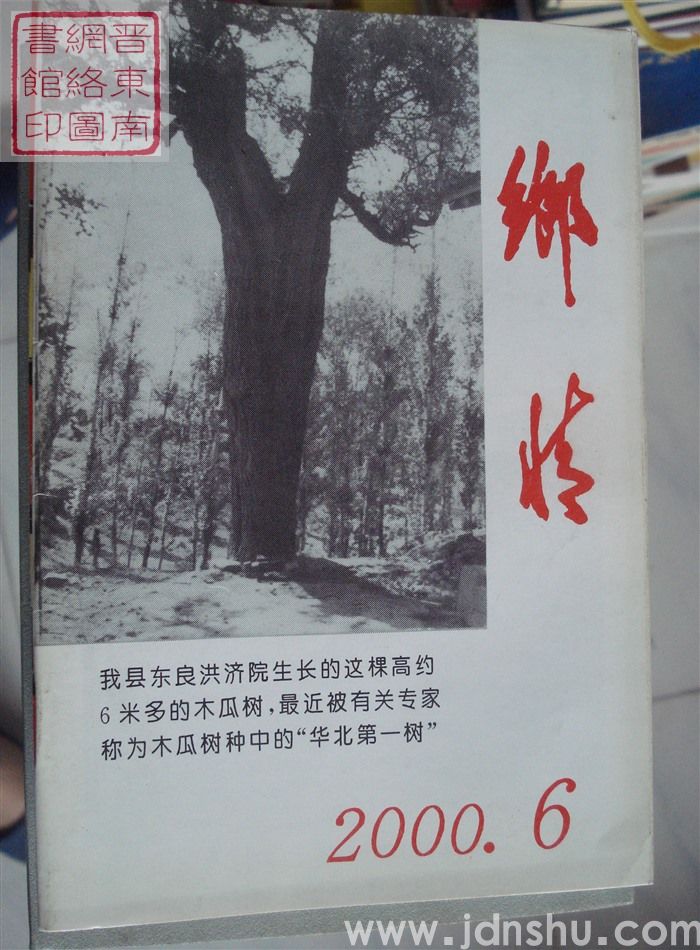 晋東南
網絡圖
書館印
鄉情
我县东良洪济院生长的这棵高约
6米多的木瓜树，最近被有关专家
称为木瓜树种中的“华北第一树”
2000.6
www.jdnshu.com